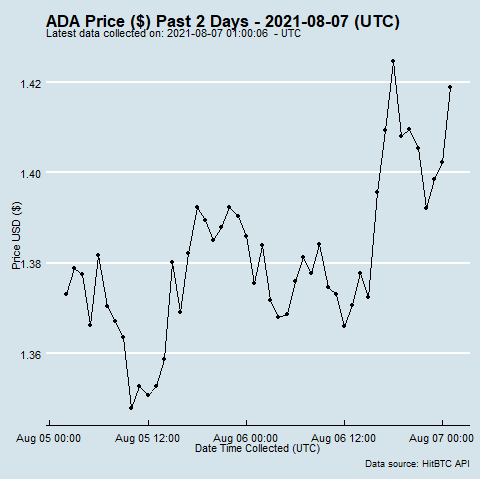 ADA Price ($) Past 2 Days - 2021-08-07 (UTC)
Latest data collected on: 2021-08-07 01:00:06 - UTC
1.42
1.40
1.38
1.36
Price USD ($)
Aug 05 00:00 Aug 05 12:00 Aug 06 00:00 Aug 06 12:00 Aug 07 00:00
Date Time Collected (UTC)
Data source: HitBTC API